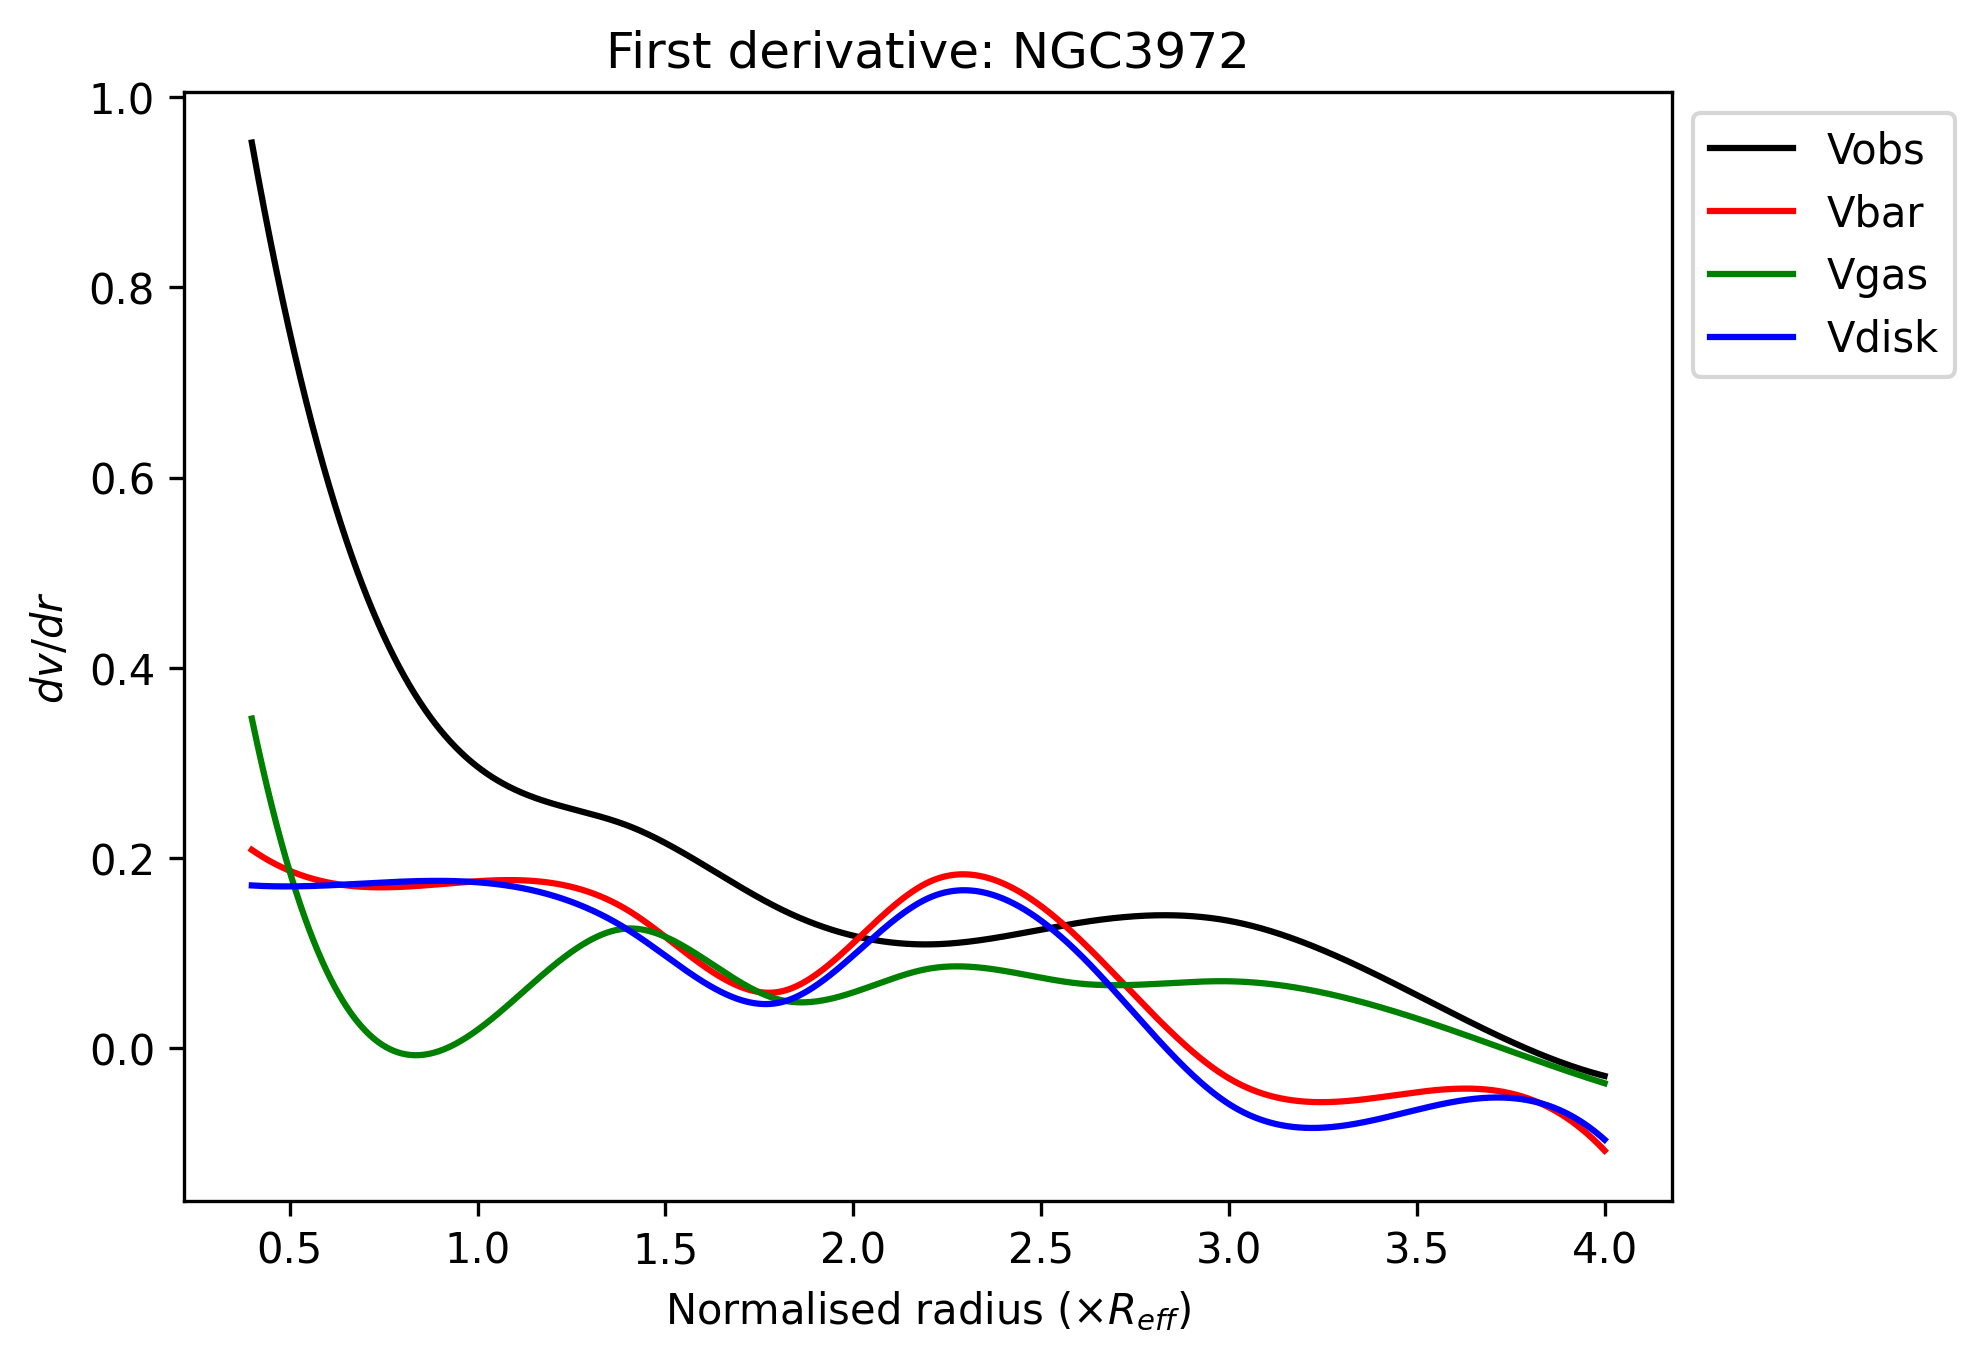 First derivative: NGC3972
1.0
0.8
0.6
0.4
0.2
0.0
dv/dr
0.5 1.0 1.5 2.0 2.5 3.0 3.5 4.0
Normalised radius (×R_eff)
Vobs
Vbar
Vgas
Vdisk